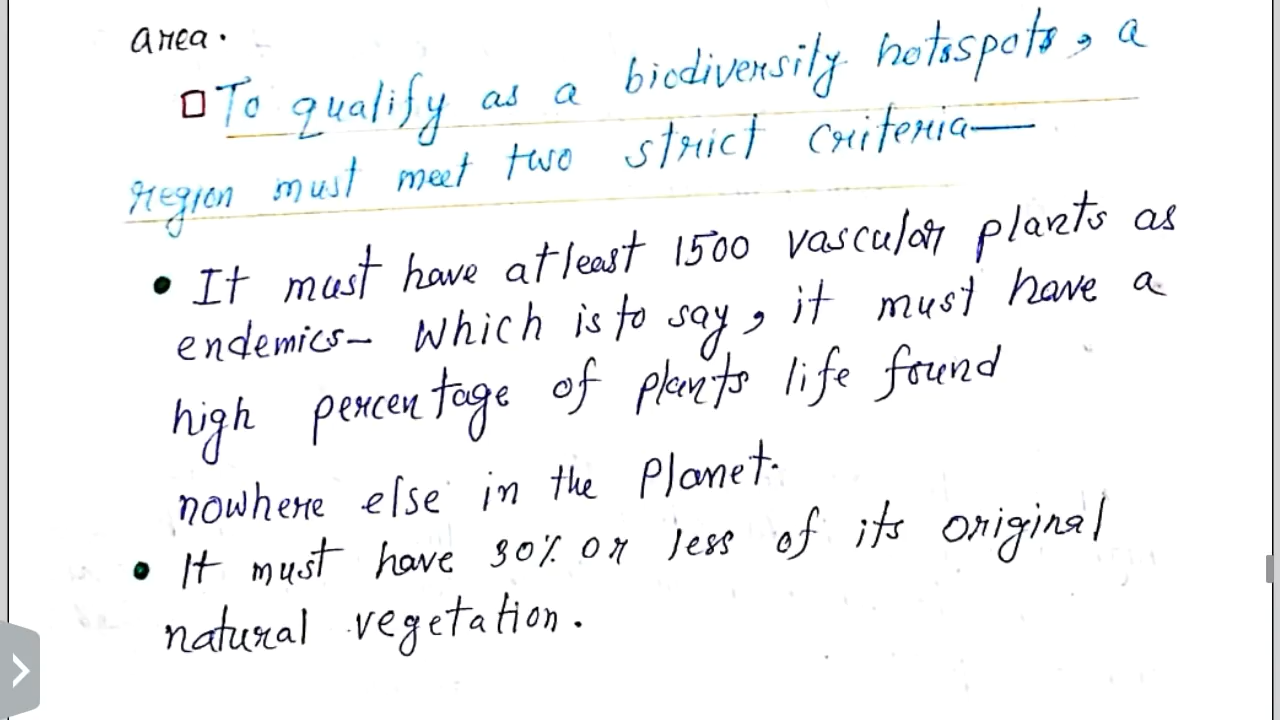 area.
To qualify as a biodiversity hotsspots, a
region must meet two strict criteria—
• It must have atleast 1500 vascular plants as
endemics– Which is to say, it must have a
high percentage of plants life found
nowhere else in the Planet.
• It must have 30% or less of its original
natural vegetation.